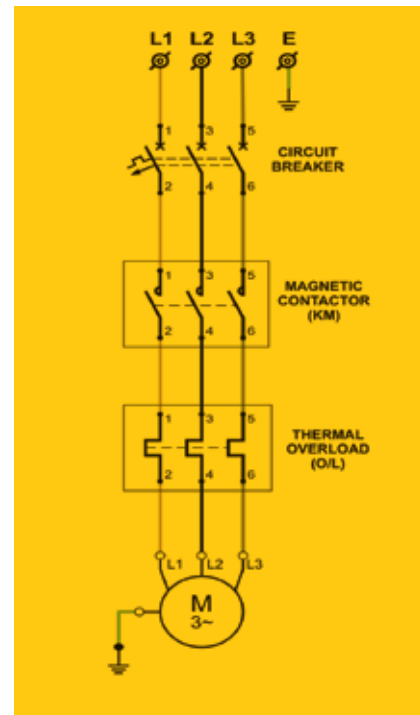 L1 L2 L3 E
1 3 5
CIRCUIT
BREAKER
2 4 6
1 3 5
MAGNETIC
CONTACTOR
(KM)
2 4 6
1 3 5
THERMAL
OVERLOAD
(O/L)
2 4 6
L1 L2 L3
M
3~